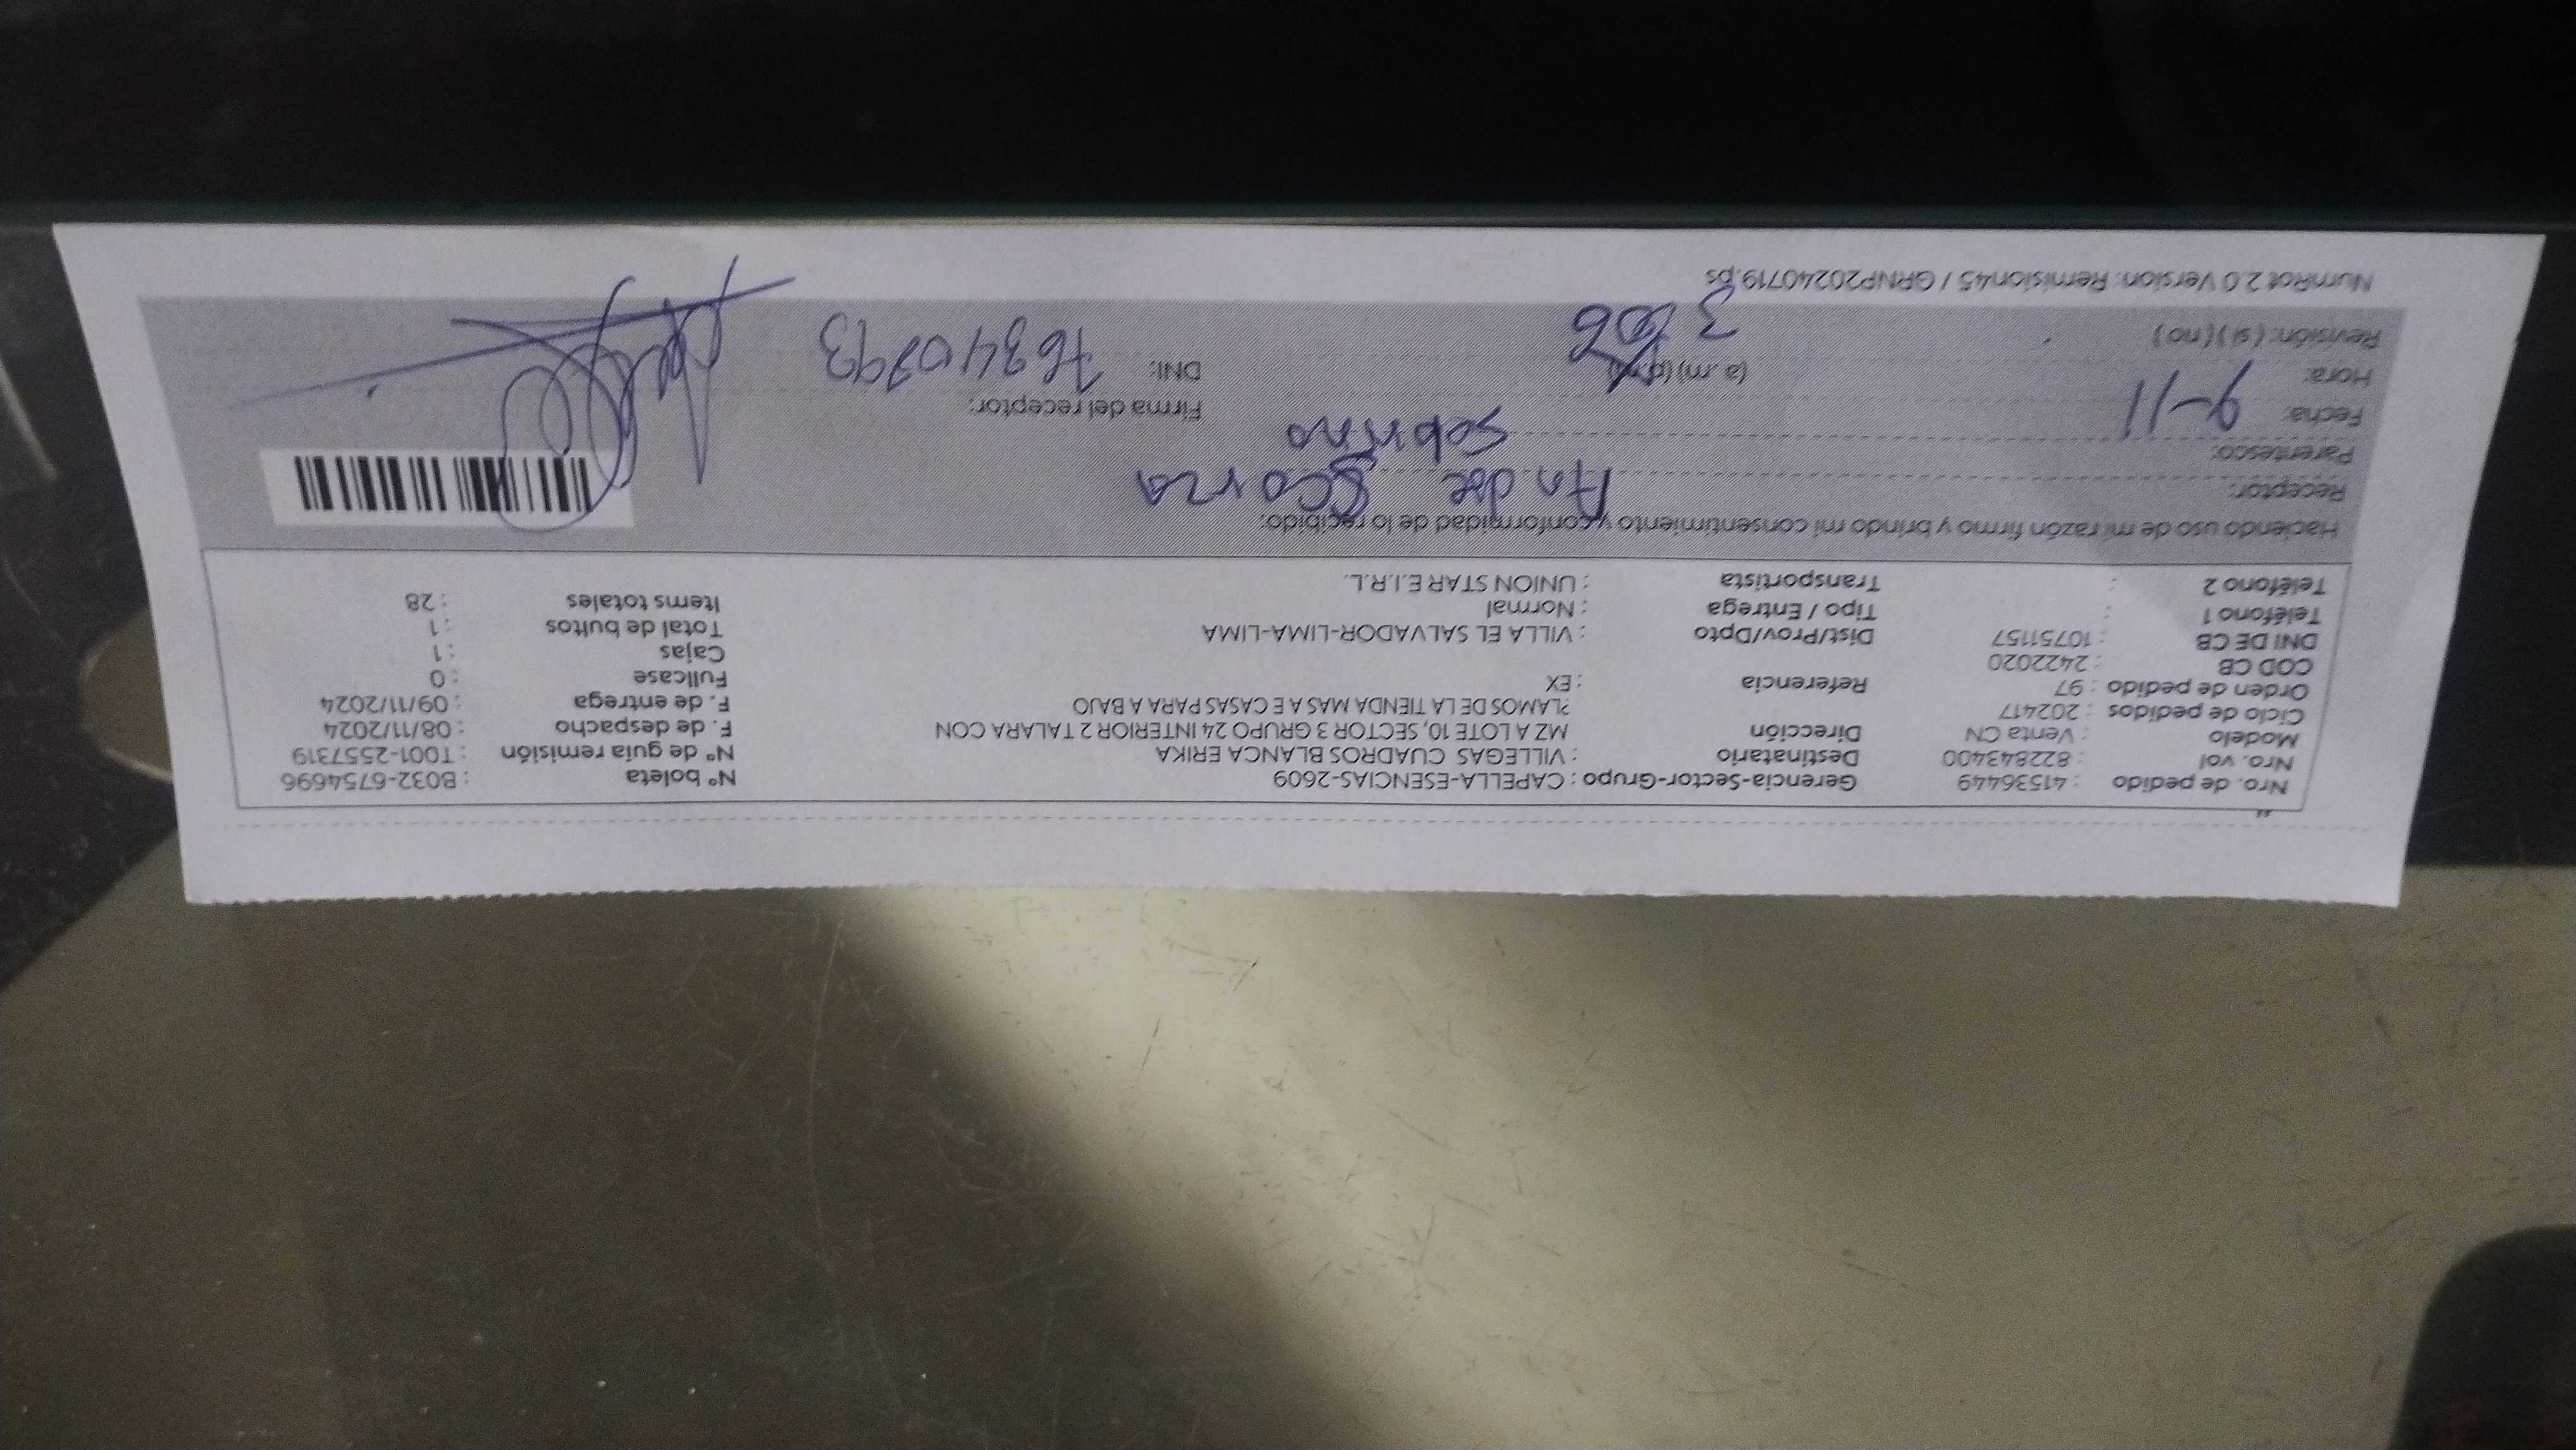 Nro. de pedido : 41536449 Gerencia-Sector-Grupo : CAPELLA-ESENCIAS-2609 N° boleta : B032-6754696
Nro. vol : 822843400 Destinatario : VILLEGAS CUADROS BLANCA ERIKA N° de guía remisión : T001-2557319
Modelo : Venta CN Dirección MZ A LOTE 10, SECTOR 3 GRUPO 24 INTERIOR 2 TALARA CON F. de despacho : 08/11/2024
Ciclo de pedidos : 202417 ?LAMOS DE LA TIENDA MAS A E CASAS PARA A BAJO F. de entrega : 09/11/2024
Orden de pedido : 97 Referencia : EX Fullcase : 0
COD CB : 2422020 Cajas : 1
DNI DE CB : 10751157 Dist/Prov/Dpto : VILLA EL SALVADOR-LIMA-LIMA Total de bultos : 1
Teléfono 1 : Tipo / Entrega : Normal Items totales : 28
Teléfono 2 : Transportista : UNION STAR E.I.R.L.
Haciendo uso de mi razón firmo y brindo mi consentimiento y conformidad de lo recibido:
Receptor:
Parentesco: sobrino
Fecha: 9-11 Firma del receptor:
Hora: (a. m) DNI: 76340793
Revisión: (si) (no)
NumRot 2.0 Version: Remision45 / GRNP20240719.ps